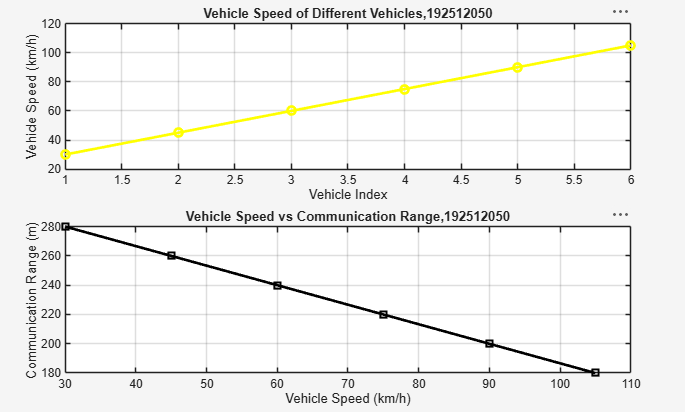 Vehicle Speed of Different Vehicles,192512050
Vehicle Speed (km/h)
120
100
80
60
40
20
1 1.5 2 2.5 3 3.5 4 4.5 5 5.5 6
Vehicle Index
Vehicle Speed vs Communication Range,192512050
Communication Range (m)
280
260
240
220
200
180
30 40 50 60 70 80 90 100 110
Vehicle Speed (km/h)